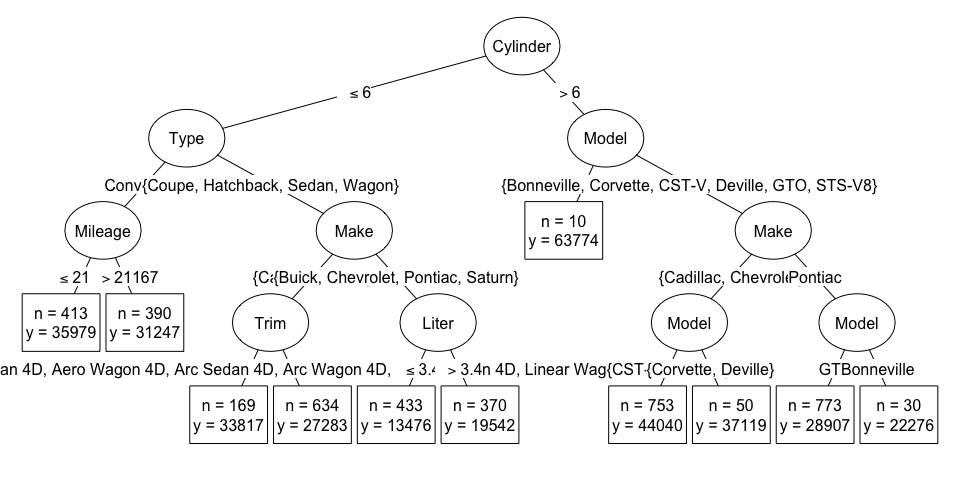 Cylinder
≤ 6
> 6
Type
Model
Conv{Coupe, Hatchback, Sedan, Wagon}
{Bonneville, Corvette, CST-V, Deville, GTO, STS-V8}
Mileage
Make
n = 10
y = 63774
Make
≤ 21
> 21167
{Buick, Chevrolet, Pontiac, Saturn}
{Cadillac, Chevrole
Pontiac
n = 413
y = 35979
n = 390
y = 31247
Trim
Liter
Model
Model
an 4D, Aero Wagon 4D, Arc Sedan 4D, Arc Wagon 4D,
≤ 3.4
> 3.4n 4D, Linear Wag
{CST-{Corvette, Deville}
GTBonneville
n = 169
y = 33817
n = 634
y = 27283
n = 433
y = 13476
n = 370
y = 19542
n = 753
y = 44040
n = 50
y = 37119
n = 773
y = 28907
n = 30
y = 22276